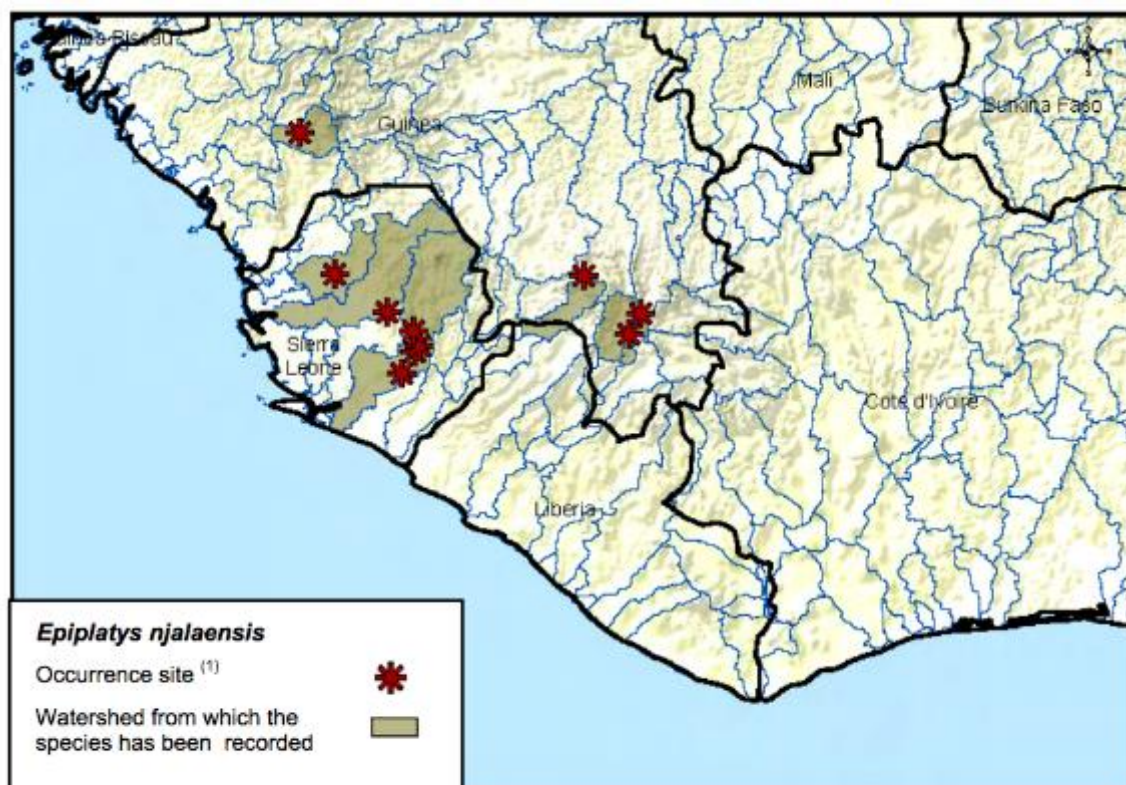 Guinea Bissau
Mali
Burkina Faso
Guinea
Sierra
Leone
Cote d'Ivoire
Liberia
Epiplatys njalaensis
Occurrence site (1)
Watershed from which the
species has been recorded